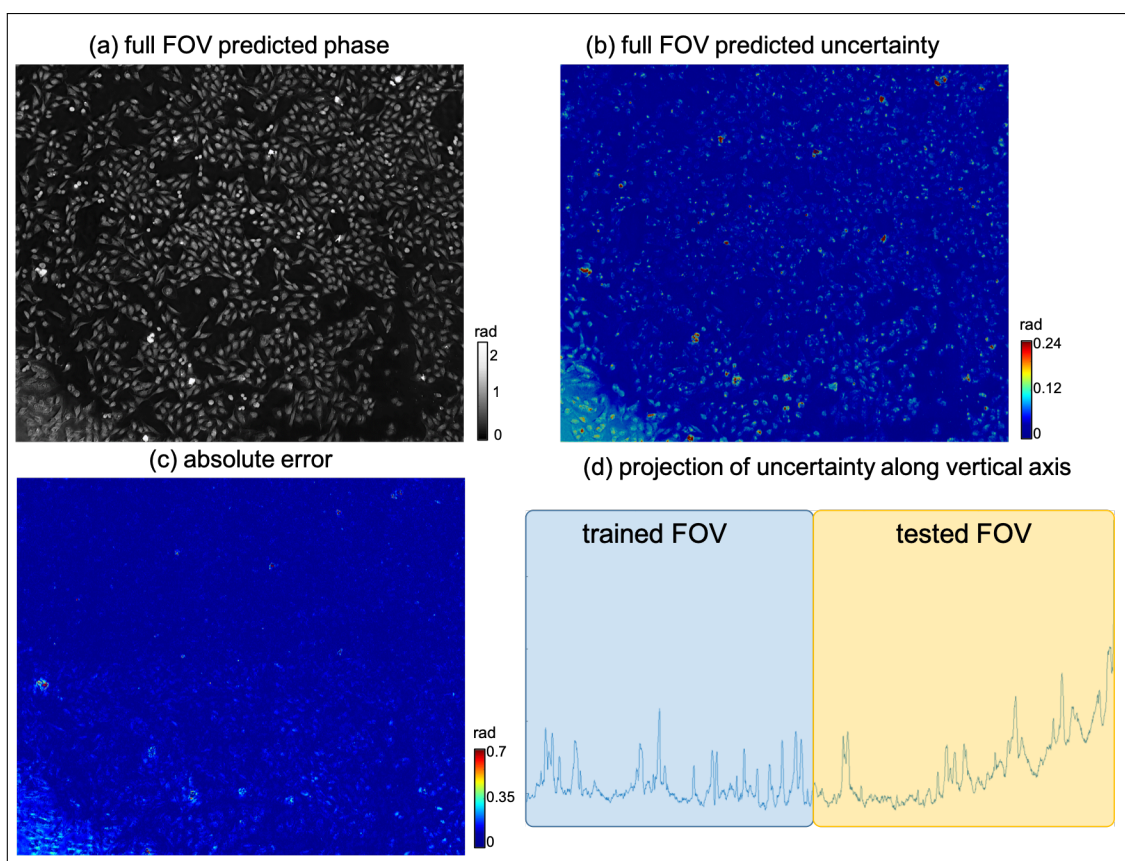 (a) full FOV predicted phase
(b) full FOV predicted uncertainty
rad
2
1
0
rad
0.24
0.12
0
(c) absolute error
(d) projection of uncertainty along vertical axis
rad
0.7
0.35
0
trained FOV
tested FOV